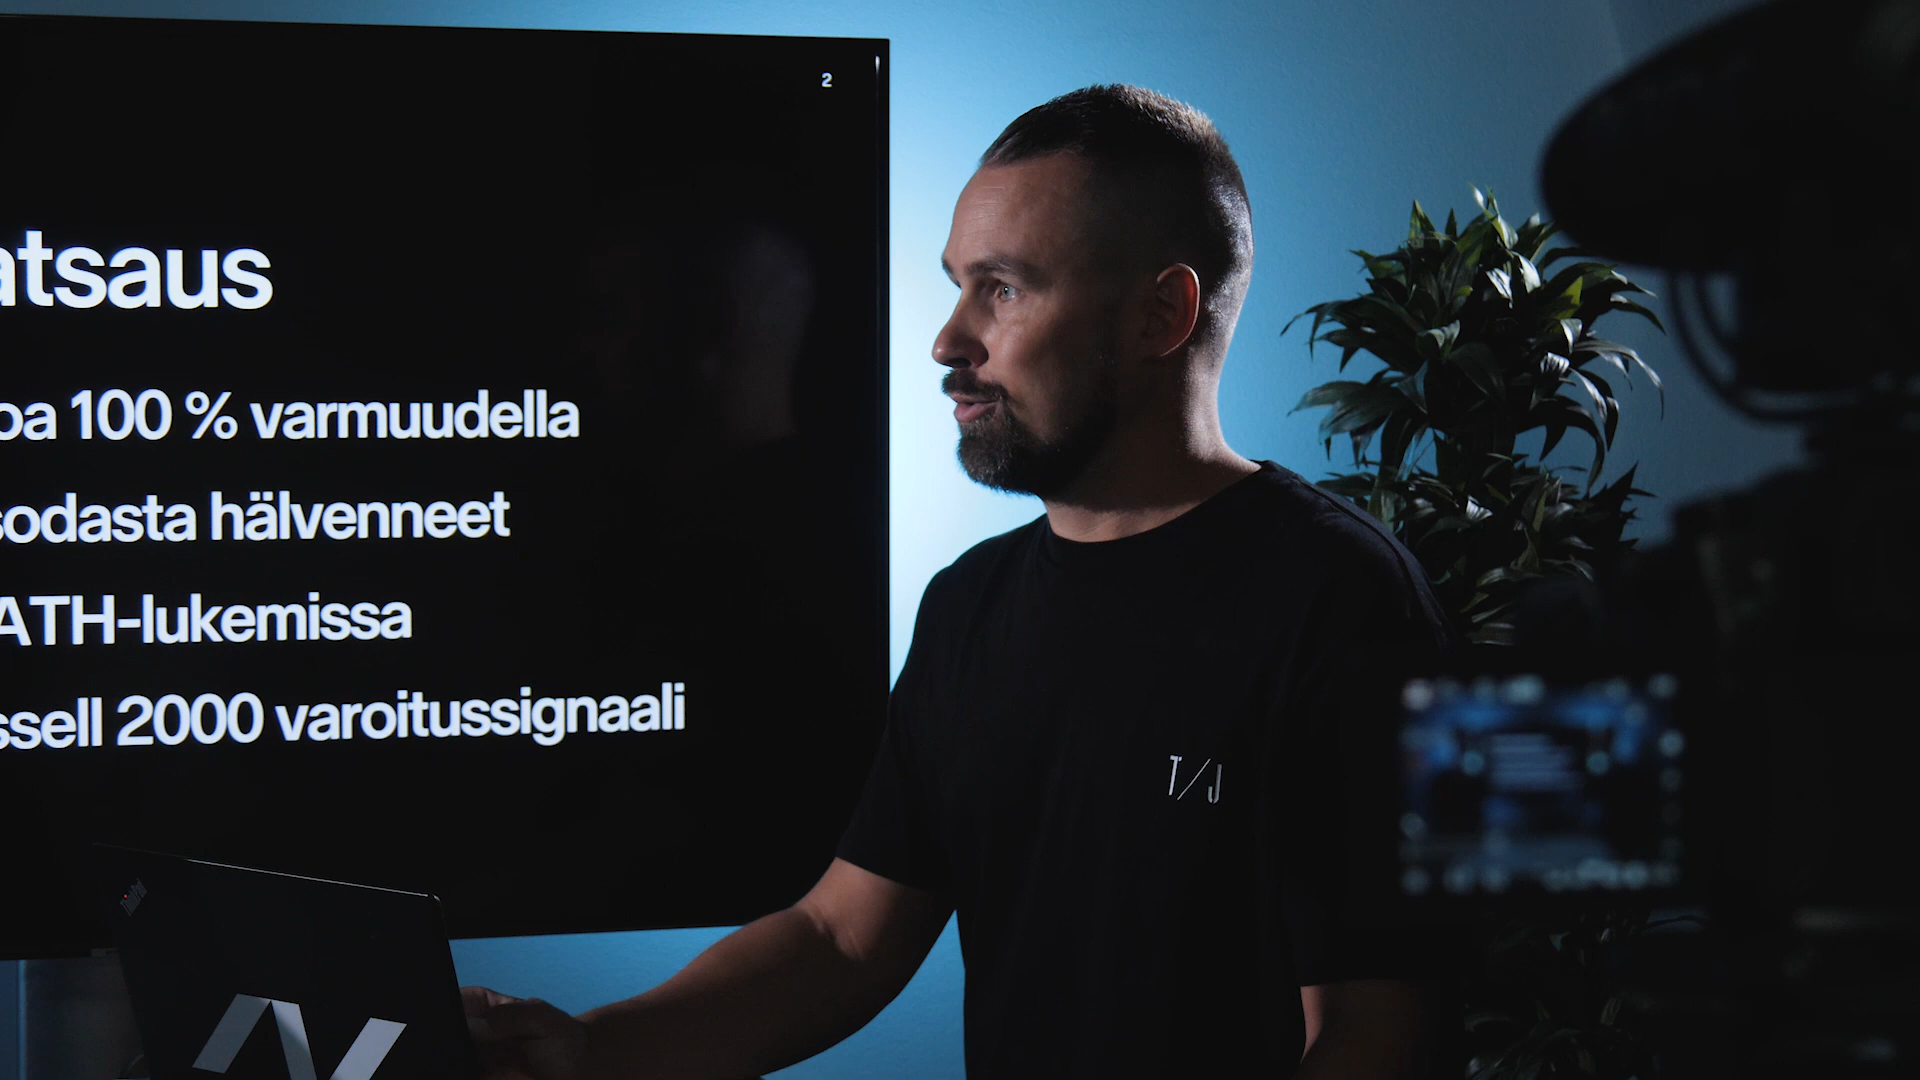 2
atsaus
oa 100 % varmuudella
sodasta hälvenneet
ATH-lukemissa
ssell 2000 varoitussignaali
T/J